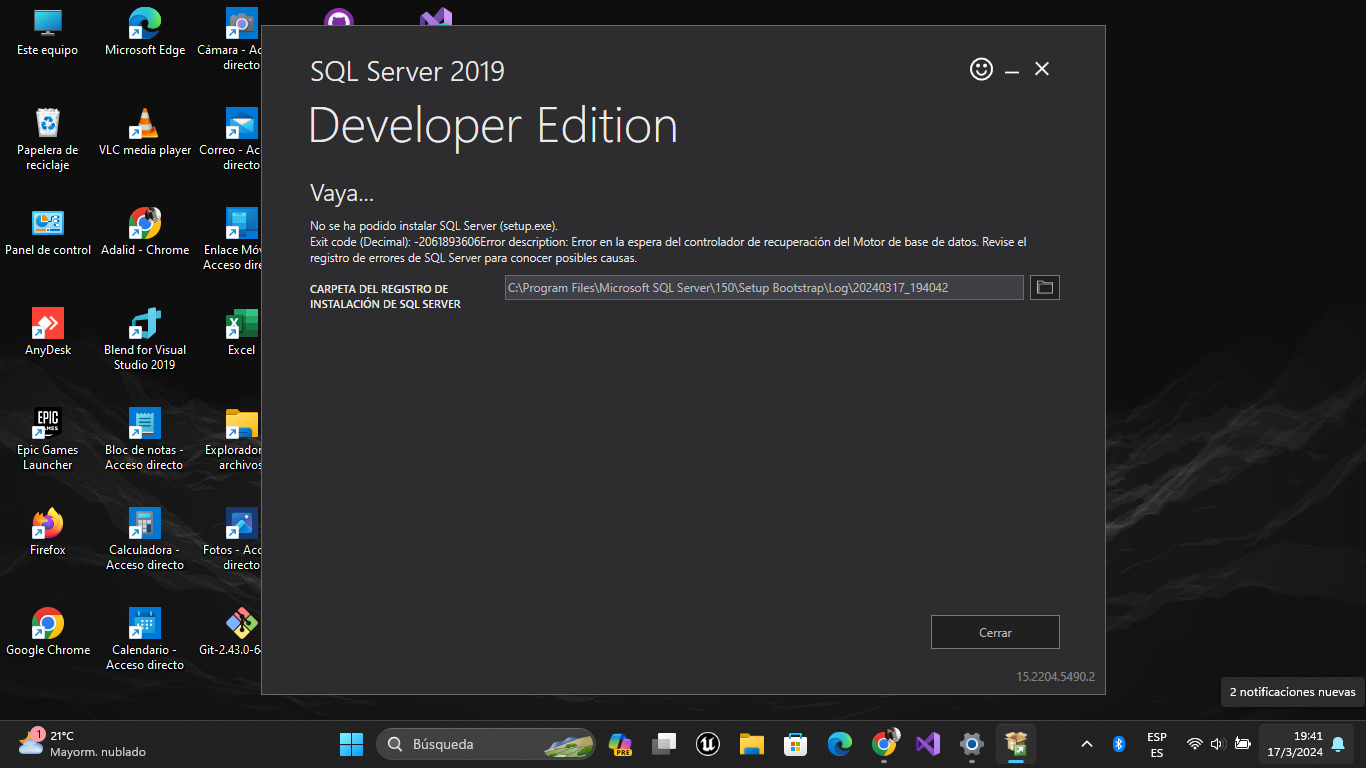 Este equipo
Microsoft Edge
Cámara - Ac
directo
Papelera de
reciclaje
VLC media player
Correo - Acc
directo
Panel de control
Adalid - Chrome
Enlace Móv
Acceso dire
AnyDesk
Blend for Visual
Studio 2019
Excel
EPIC
GAMES
Epic Games
Launcher
Bloc de notas -
Acceso directo
Explorador
archivos
Firefox
Calculadora -
Acceso directo
Fotos - Acc
directo
Google Chrome
Calendario -
Acceso directo
Git-2.43.0-6
SQL Server 2019
Developer Edition
Vaya...
No se ha podido instalar SQL Server (setup.exe).
Exit code (Decimal): -2061893606Error description: Error en la espera del controlador de recuperación del Motor de base de datos. Revise el
registro de errores de SQL Server para conocer posibles causas.
CARPETA DEL REGISTRO DE
INSTALACIÓN DE SQL SERVER
C:\Program Files\Microsoft SQL Server\150\Setup Bootstrap\Log\20240317_194042
Cerrar
15.2204.5490.2
2 notificaciones nuevas
1
21°C
Mayorm. nublado
Búsqueda
PRE
ESP
ES
19:41
17/3/2024